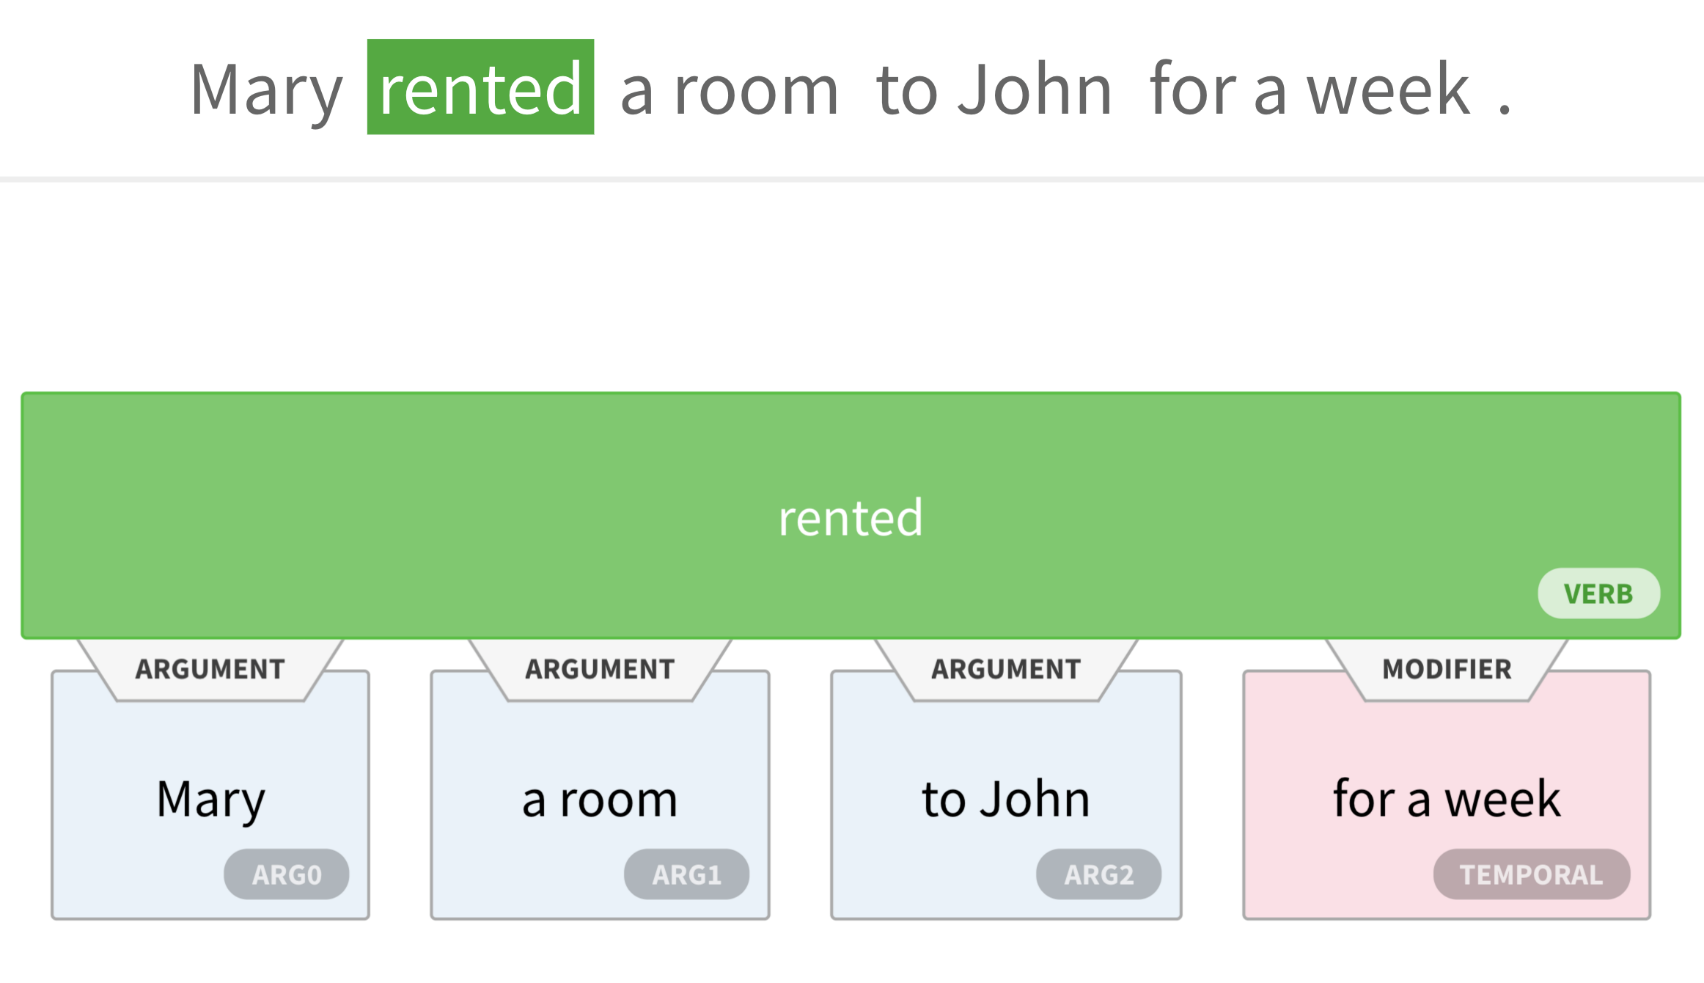 Mary rented a room to John for a week .
rented
VERB
ARGUMENT ARGUMENT ARGUMENT MODIFIER
Mary a room to John for a week
ARG0 ARG1 ARG2 TEMPORAL